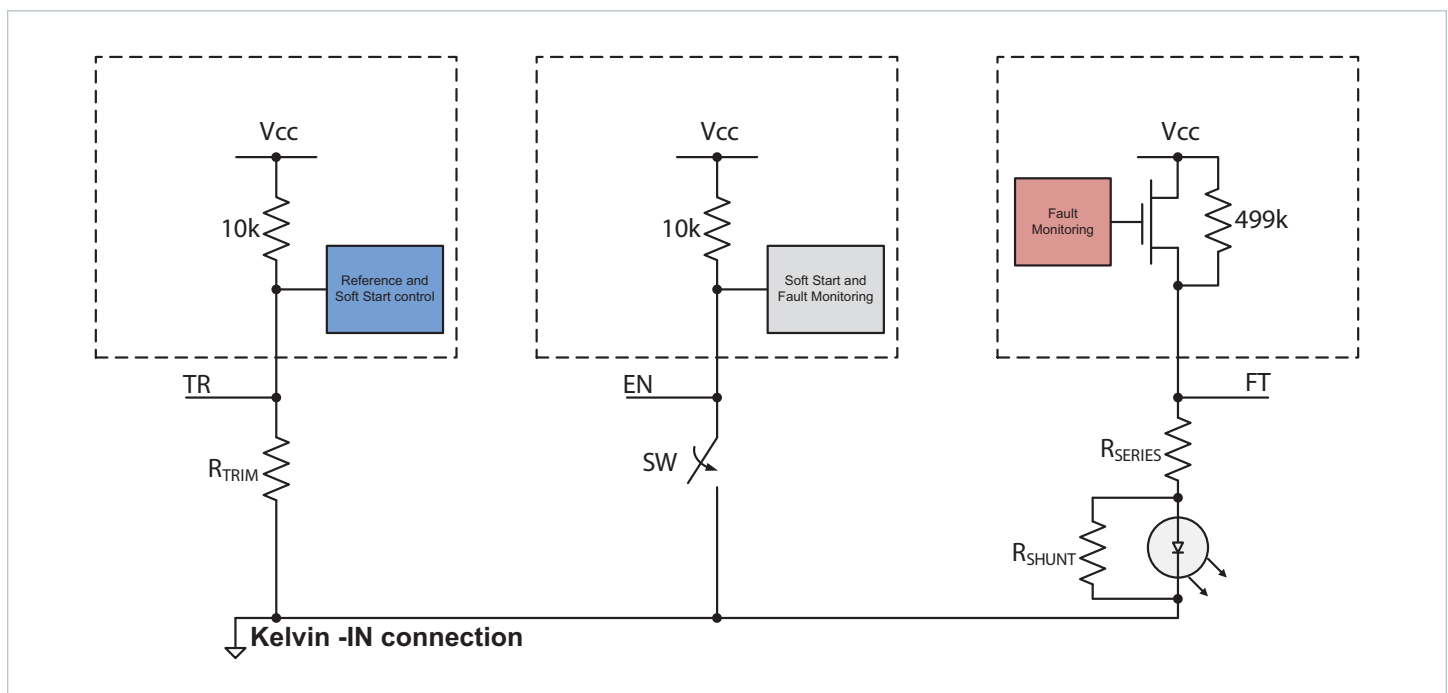 Vcc
10k
Reference and
Soft Start control
TR
RTRIM
Vcc
10k
Soft Start and
Fault Monitoring
EN
SW
Vcc
Fault
Monitoring
499k
FT
RSERIES
RSHUNT
Kelvin -IN connection